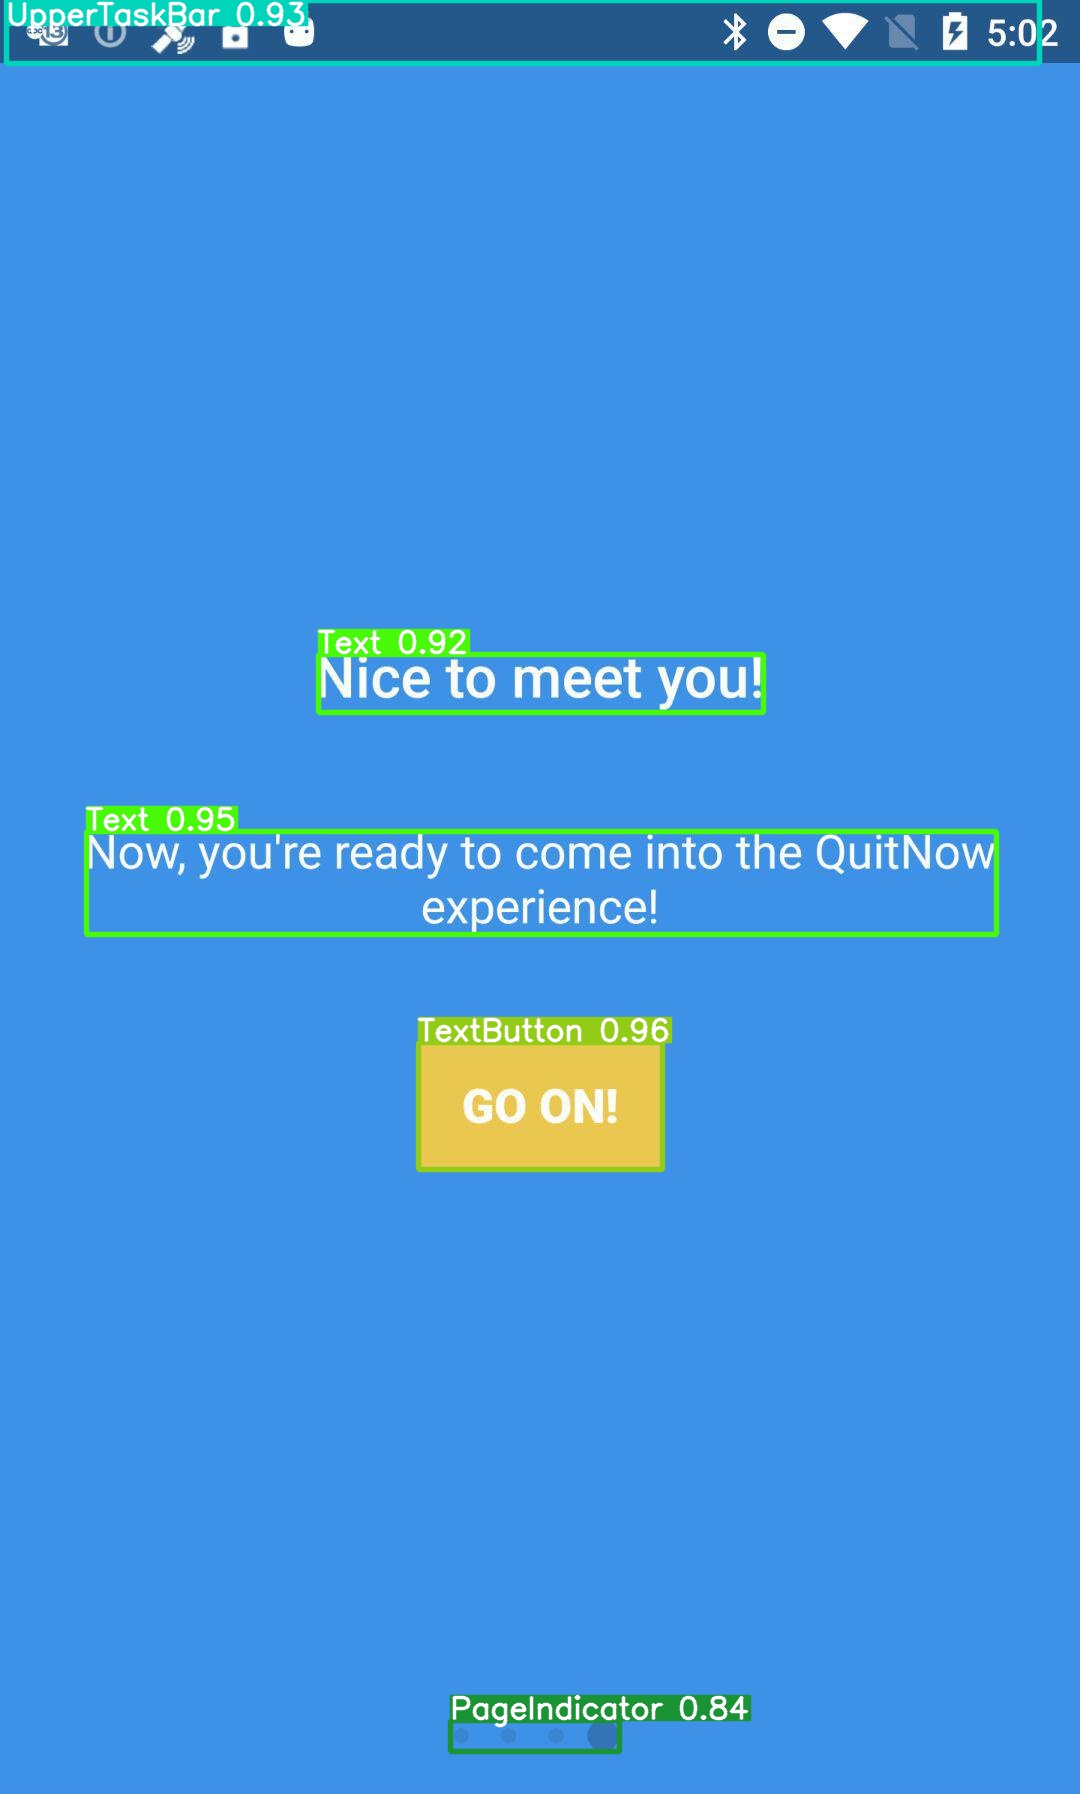 UpperTaskBar 0.93
5:02
Text 0.92
Nice to meet you!
Text 0.95
Now, you're ready to come into the QuitNow
experience!
TextButton 0.96
GO ON!
PageIndicator 0.84